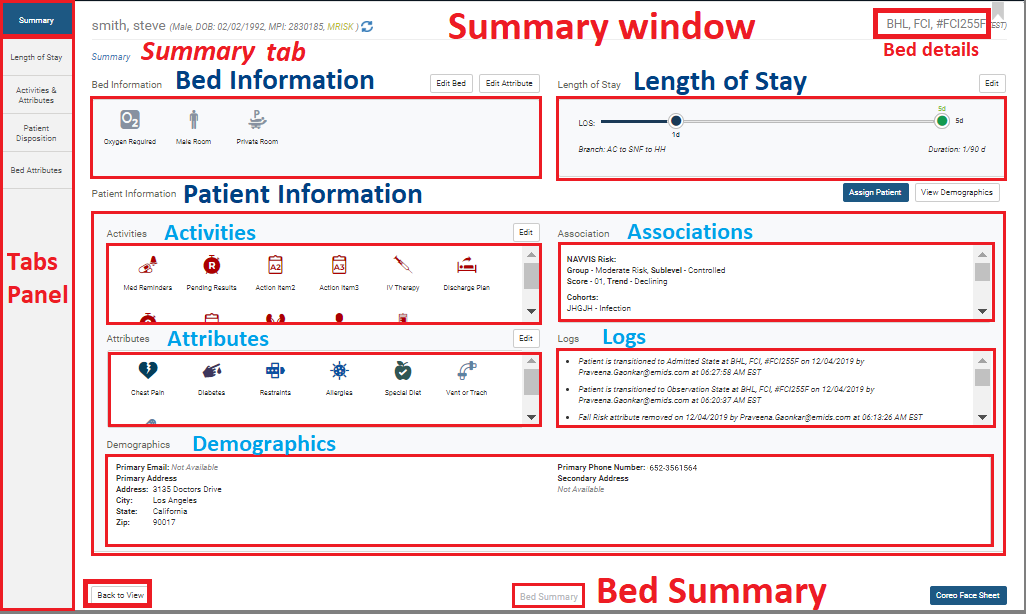 Summary
smith, steve (Male, DOB: 02/02/1992, MPI: 2830185, MRISK )
Summary window
BHL, FCI, #FCI255F (EST)
Bed details
Length of Stay
Summary
Summary tab
Bed Information
Bed Information
Edit Bed
Edit Attribute
Length of Stay
Length of Stay
Edit
Activities &
Attributes
Patient
Disposition
Bed Attributes
O2
Oxygen Required
Male Room
Private Room
LOS:
1d
5d
5d
Branch: AC to SNF to HH
Duration: 1/90 d
Patient Information
Patient Information
Assign Patient
View Demographics
Tabs
Panel
Activities
Activities
Edit
R
A2
A3
Med Reminders
Pending Results
Action Item2
Action Item3
IV Therapy
Discharge Plan
Association
Associations
NAVVIS Risk:
Group - Moderate Risk, Sublevel - Controlled
Score - 01, Trend - Declining
Cohorts:
JHGJH - Infection
Attributes
Attributes
Edit
Chest Pain
Diabetes
Restraints
Allergies
Special Diet
Vent or Trach
Logs
Logs
Patient is transitioned to Admitted State at BHL, FCI, #FCI255F on 12/04/2019 by
Praveena.Gaonkar@emids.com at 06:27:58 AM EST
Patient is transitioned to Observation State at BHL, FCI, #FCI255F on 12/04/2019 by
Praveena.Gaonkar@emids.com at 06:20:37 AM EST
Fall Risk attribute removed on 12/04/2019 by Praveena.Gaonkar@emids.com at 06:13:26 AM EST
Demographics
Demographics
Primary Email: Not Available
Primary Address
Address: 3135 Doctors Drive
City: Los Angeles
State: California
Zip: 90017
Primary Phone Number: 652-3561564
Secondary Address
Not Available
Back to View
Bed Summary
Bed Summary
Coreo Face Sheet